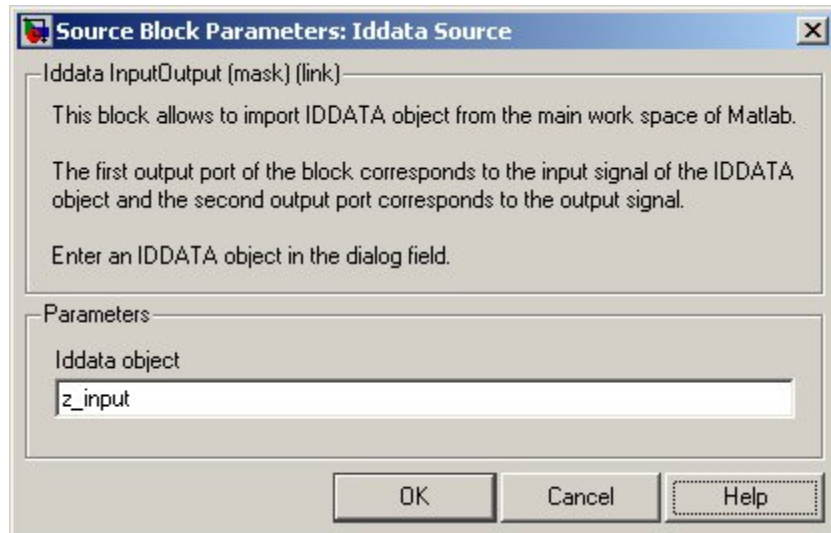 Source Block Parameters: Iddata Source
Iddata InputOutput (mask) (link)
This block allows to import IDDATA object from the main work space of Matlab.
The first output port of the block corresponds to the input signal of the IDDATA
object and the second output port corresponds to the output signal.
Enter an IDDATA object in the dialog field.
Parameters
Iddata object
z_input
OK Cancel Help